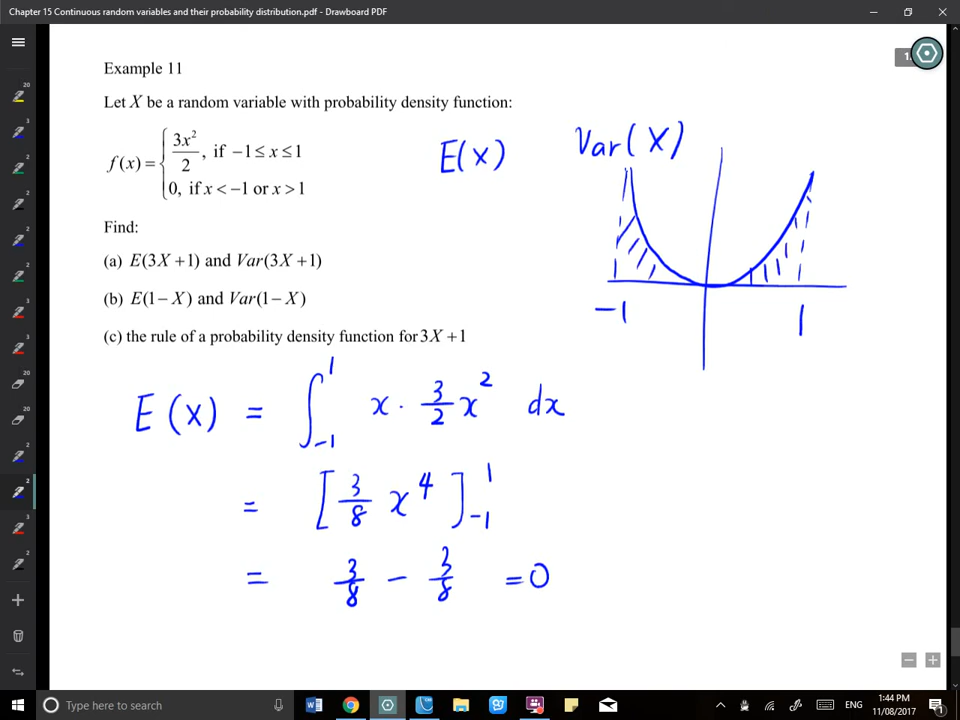 Chapter 15 Continuous random variables and their probability distribution.pdf - Drawboard PDF
Example 11
Let X be a random variable with probability density function:
f(x) = { 3x²/2, if −1 ≤ x ≤ 1
0, if x < −1 or x > 1
E(X) Var(X)
−1 1
Find:
(a) E(3X +1) and Var(3X +1)
(b) E(1−X) and Var(1−X)
(c) the rule of a probability density function for 3X +1
E(X) = ∫₋₁¹ x · 3/2 x² dx
= [3/8 x⁴]₋₁¹
= 3/8 − 3/8 = 0
Type here to search
ENG
1:44 PM
11/08/2017